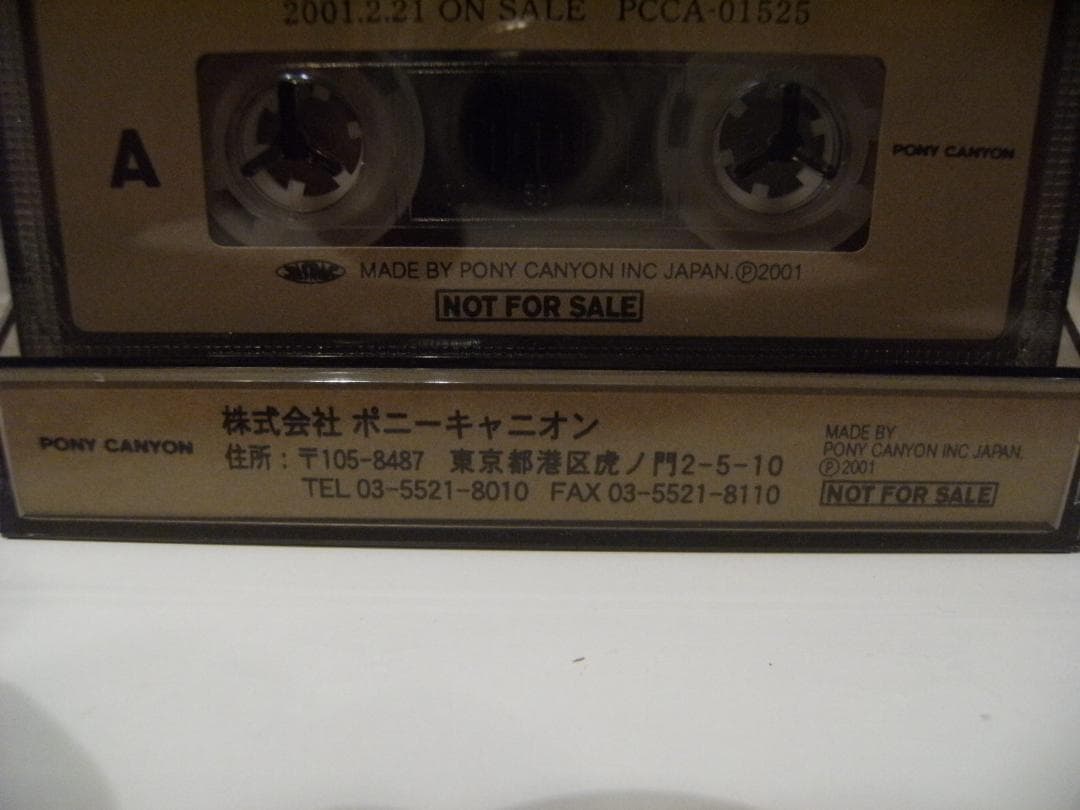 2001.2.21 ON SALE PCCA-01525
A
PONY CANYON
MADE BY PONY CANYON INC JAPAN.Ⓟ2001
NOT FOR SALE
PONY CANYON
株式会社 ポニーキャニオン
住所:〒105-8487 東京都港区虎ノ門2-5-10
TEL 03-5521-8010 FAX 03-5521-8110
MADE BY
PONY CANYON INC JAPAN.
Ⓟ2001
NOT FOR SALE